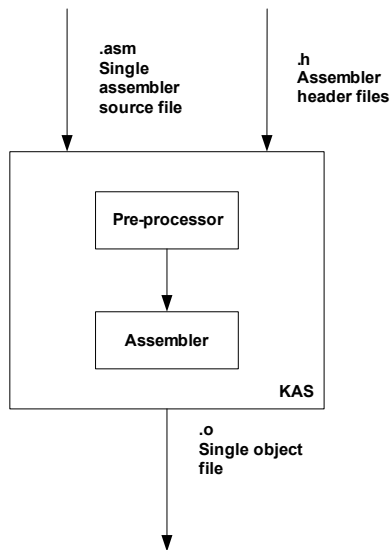 .asm
Single
assembler
source file
.h
Assembler
header files
Pre-processor
Assembler
KAS
.o
Single object
file